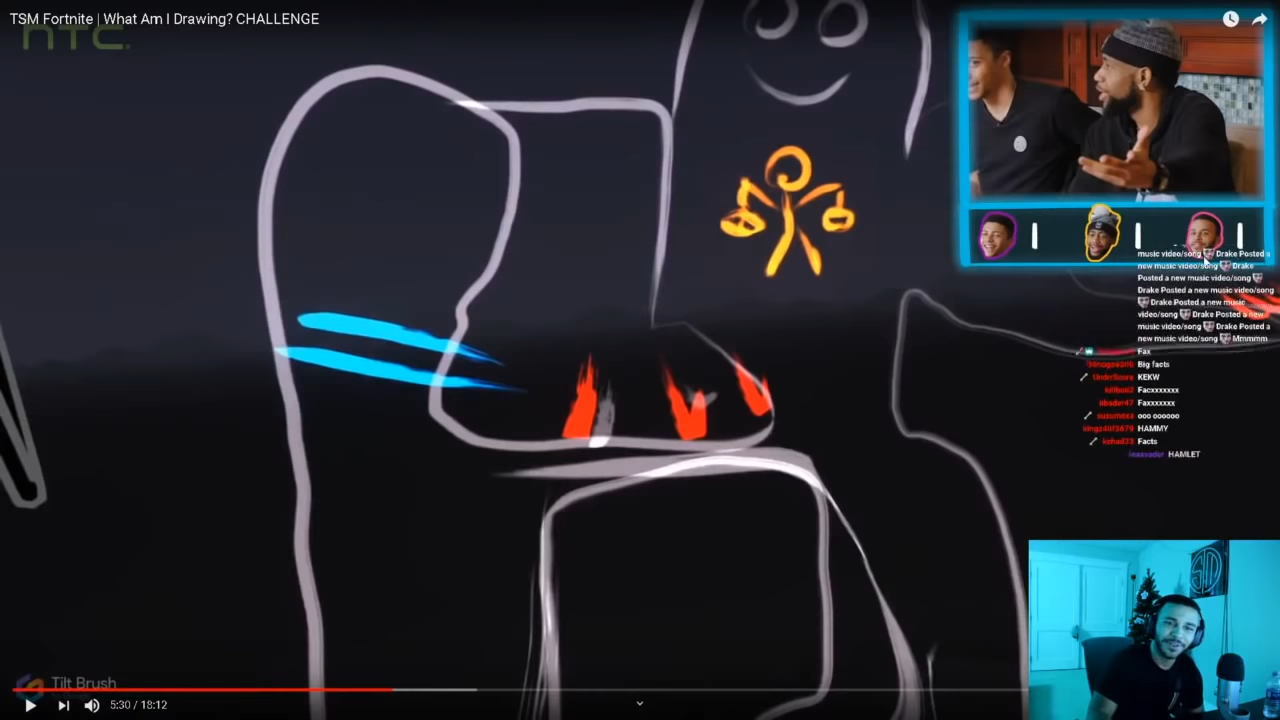 TSM Fortnite | What Am I Drawing? CHALLENGE
hTC
music video/song Drake Posted a
new music video/song Drake
Posted a new music video/song
Drake Posted a new music video/song
Drake Posted a new music
video/song Drake Posted a new
music video/song Drake Posted a
new music video/song Mmmmm
Fax
Big facts
KEKW
Facxxxxxxx
Faxxxxxxx
ooo oooooo
HAMMY
Facts
HAMLET
TSM
Tilt Brush
5:30 / 18:12